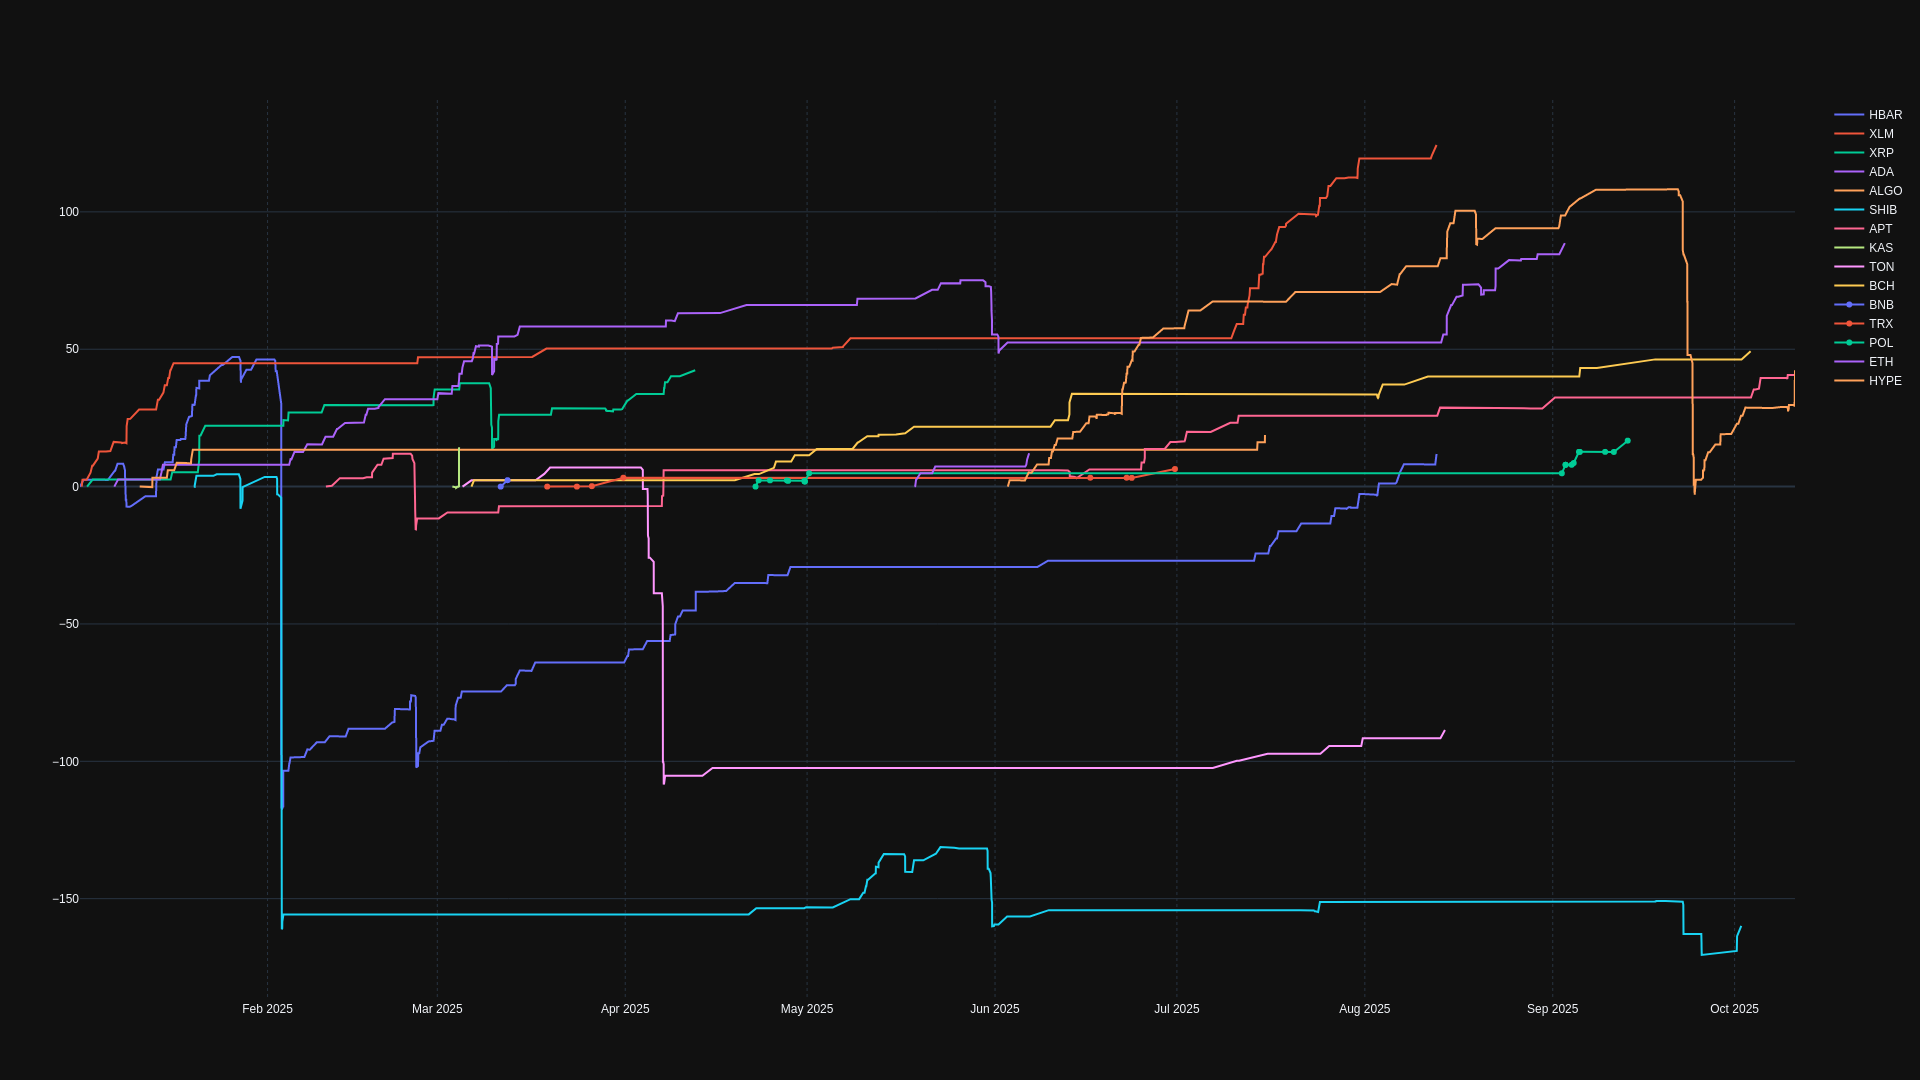 100
50
0
−50
−100
−150
Feb 2025
Mar 2025
Apr 2025
May 2025
Jun 2025
Jul 2025
Aug 2025
Sep 2025
Oct 2025
HBAR
XLM
XRP
ADA
ALGO
SHIB
APT
KAS
TON
BCH
BNB
TRX
POL
ETH
HYPE